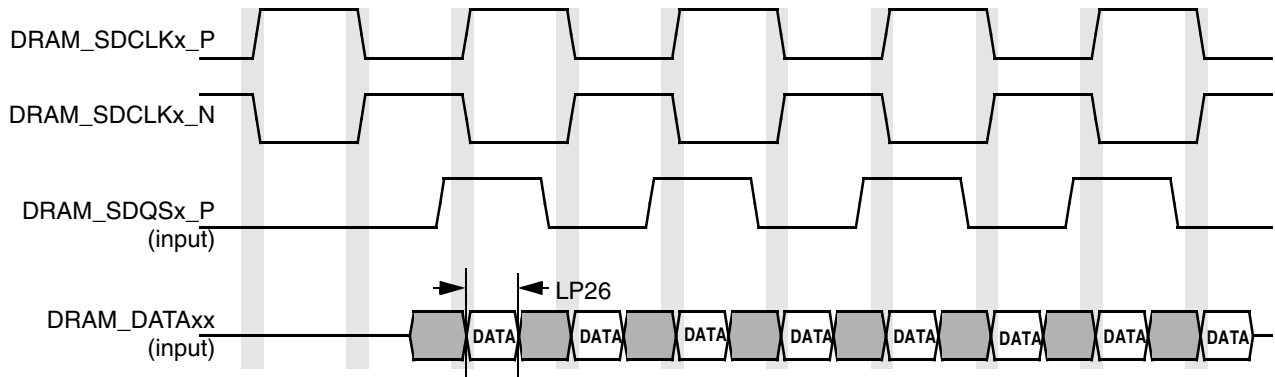 DRAM_SDCLKx_P
DRAM_SDCLKx_N
DRAM_SDQSx_P
(input)
LP26
DRAM_DATAxx
(input)
DATA DATA DATA DATA DATA DATA DATA DATA